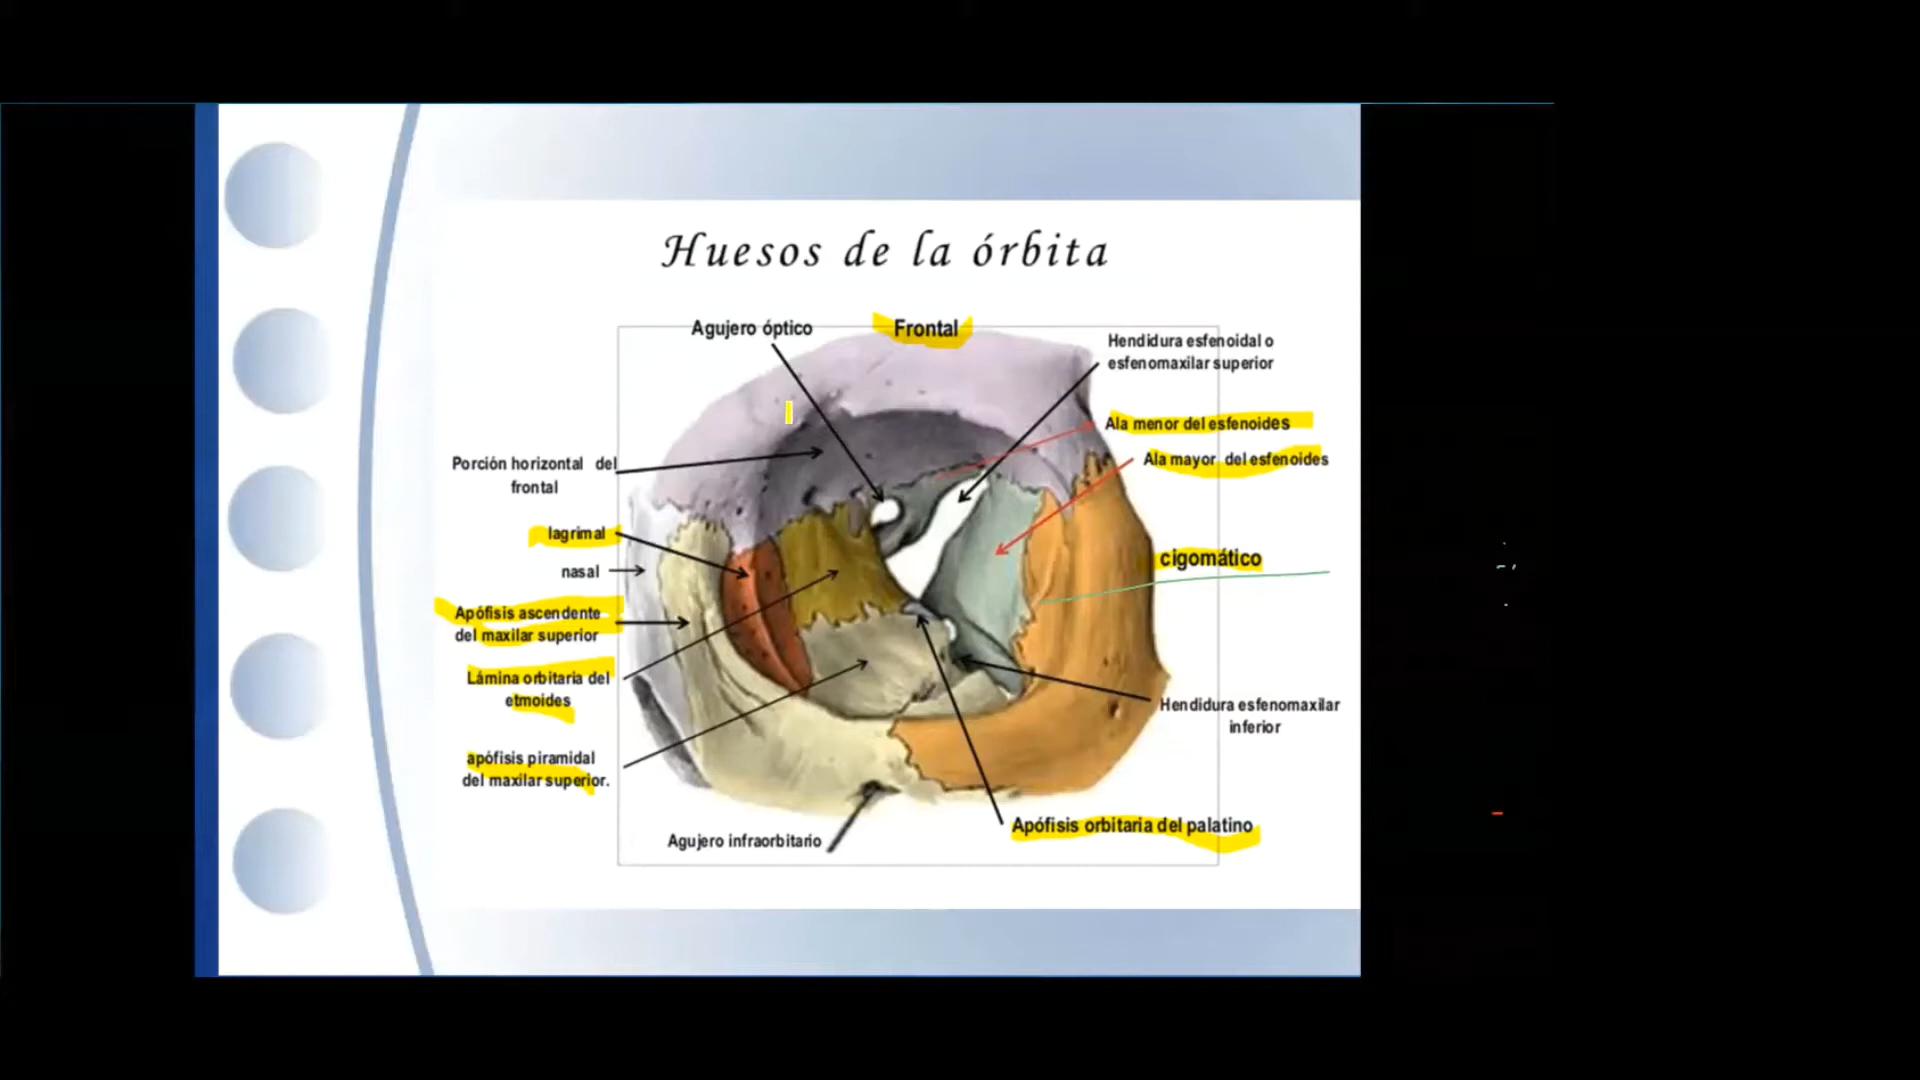 Huesos de la órbita
Agujero óptico
Frontal
Hendidura esfenoidal o
esfenomaxilar superior
Ala menor del esfenoides
Ala mayor del esfenoides
Porción horizontal del
frontal
lagrimal
nasal
cigomático
Apófisis ascendente
del maxilar superior
Lámina orbitaria del
etmoides
Hendidura esfenomaxilar
inferior
apófisis piramidal
del maxilar superior.
Agujero infraorbitario
Apófisis orbitaria del palatino